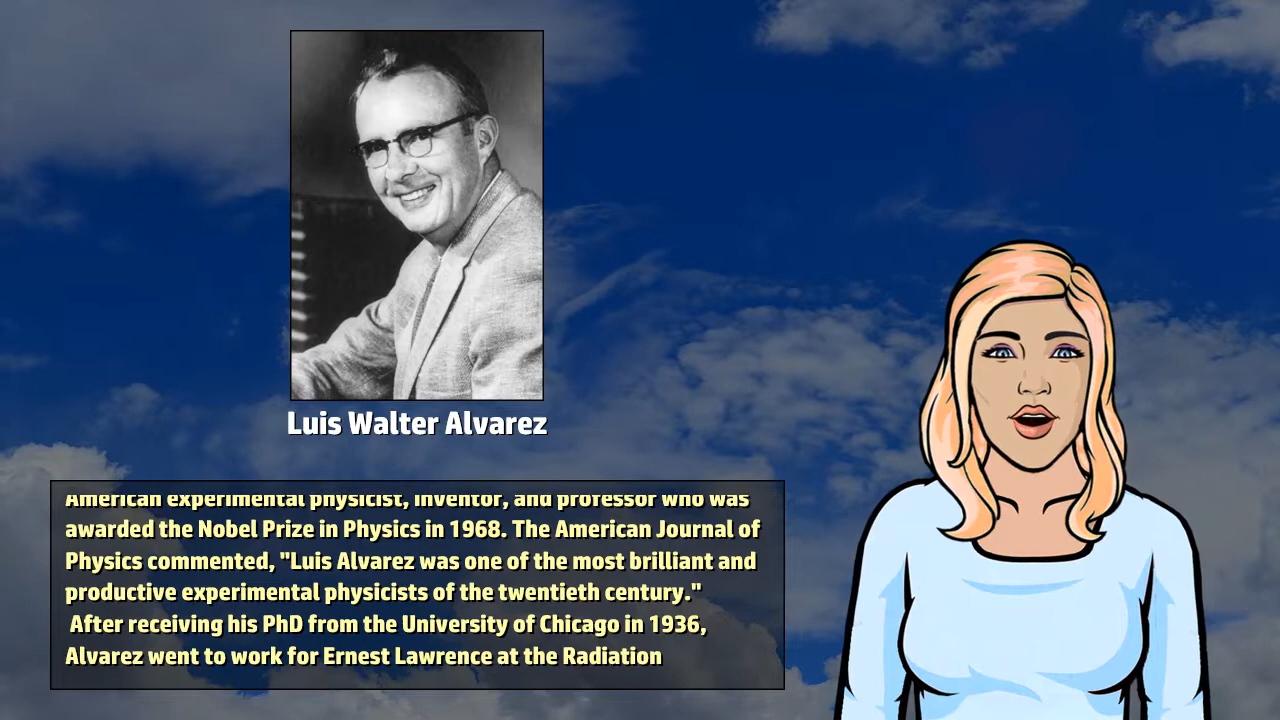 Luis Walter Alvarez
American experimental physicist, inventor, and professor who was
awarded the Nobel Prize in Physics in 1968. The American Journal of
Physics commented, "Luis Alvarez was one of the most brilliant and
productive experimental physicists of the twentieth century."
After receiving his PhD from the University of Chicago in 1936,
Alvarez went to work for Ernest Lawrence at the Radiation